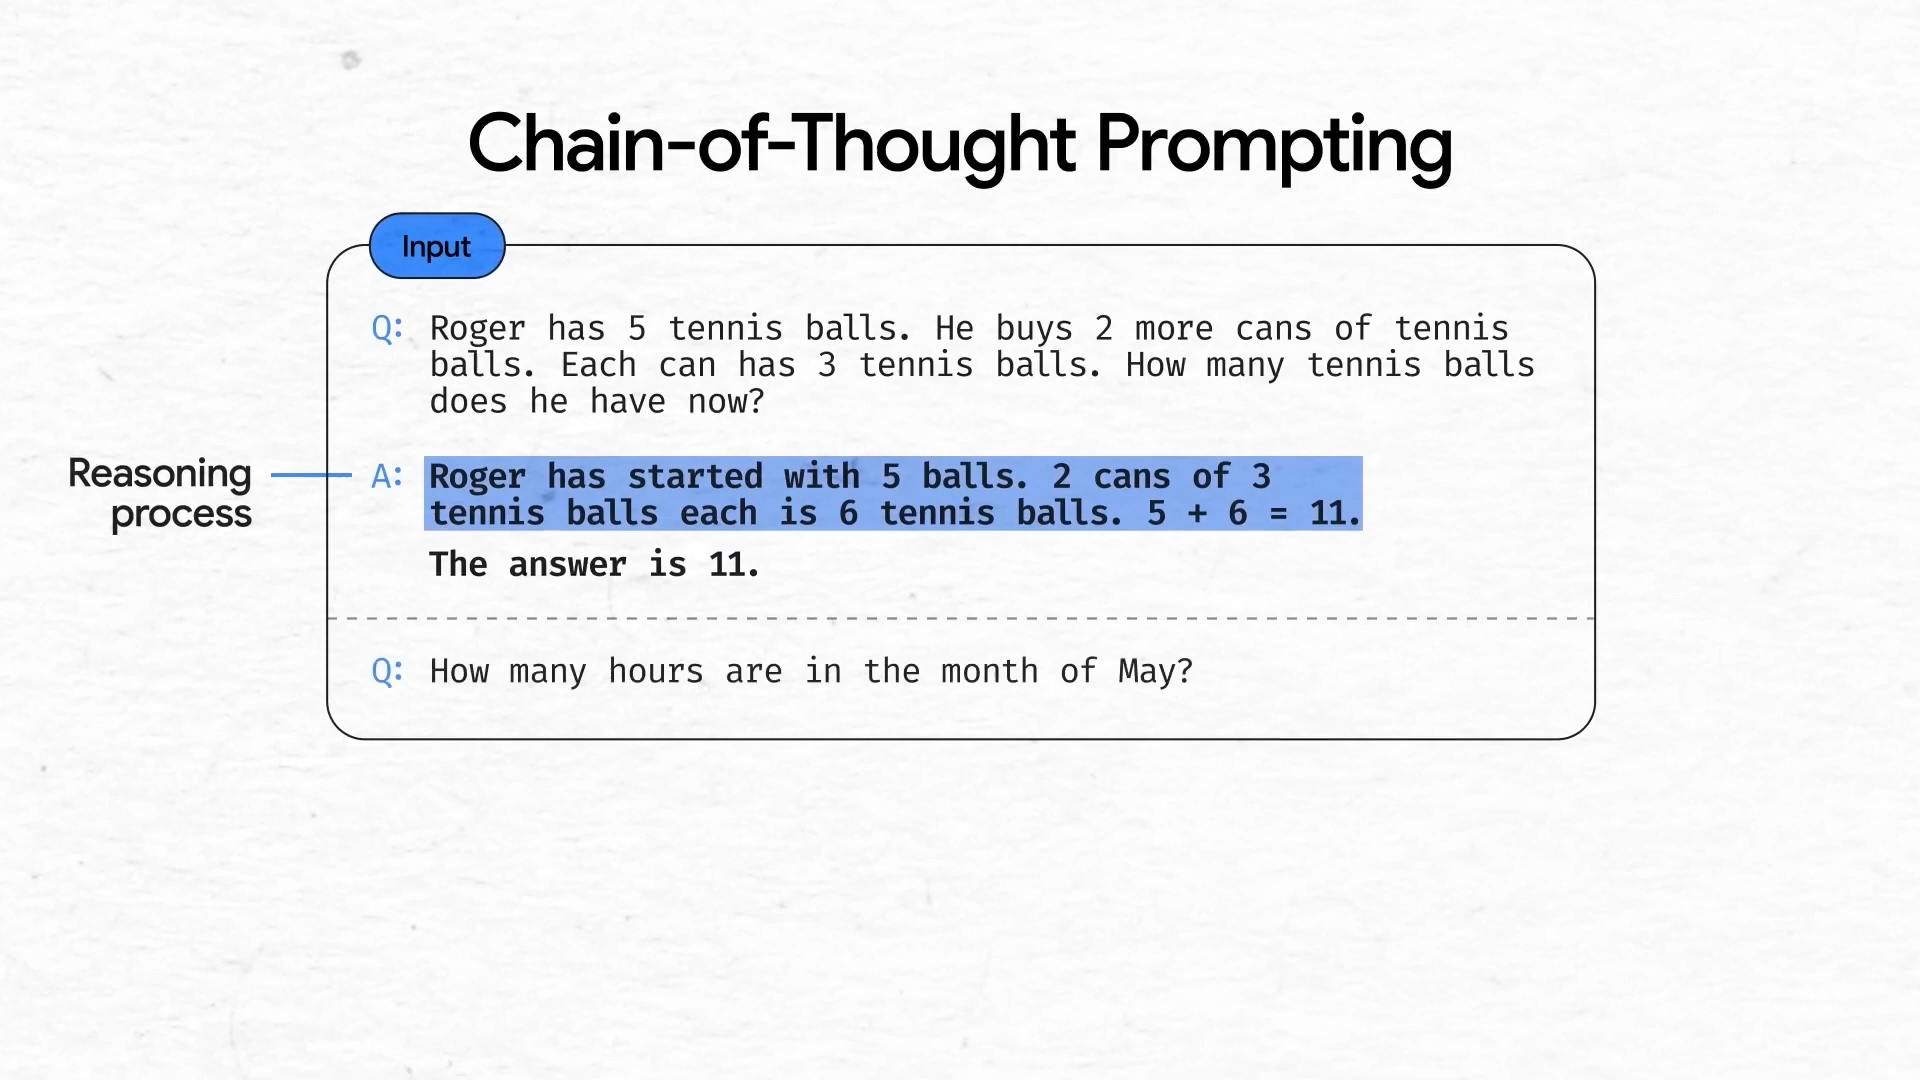 Chain-of-Thought Prompting
Input
Q: Roger has 5 tennis balls. He buys 2 more cans of tennis
balls. Each can has 3 tennis balls. How many tennis balls
does he have now?
Reasoning
process
A: Roger has started with 5 balls. 2 cans of 3
tennis balls each is 6 tennis balls. 5 + 6 = 11.
The answer is 11.
Q: How many hours are in the month of May?